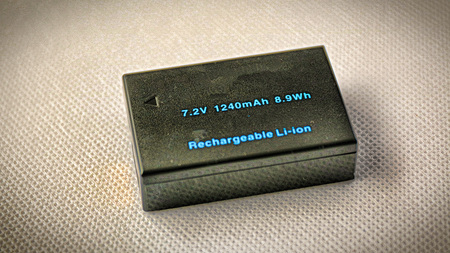 7.2V 1240mAh 8.9Wh
Rechargeable Li-ion